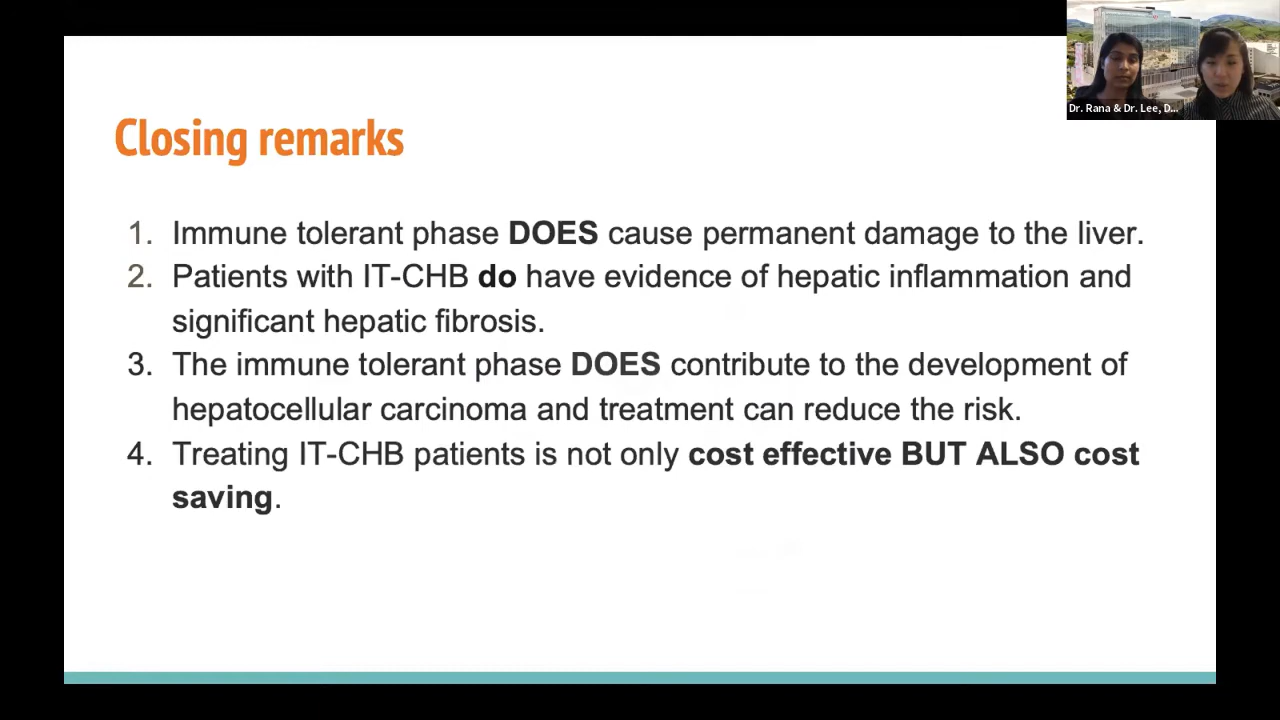 Dr. Rana & Dr. Lee, D...
Closing remarks
1. Immune tolerant phase DOES cause permanent damage to the liver.
2. Patients with IT-CHB do have evidence of hepatic inflammation and
significant hepatic fibrosis.
3. The immune tolerant phase DOES contribute to the development of
hepatocellular carcinoma and treatment can reduce the risk.
4. Treating IT-CHB patients is not only cost effective BUT ALSO cost
saving.